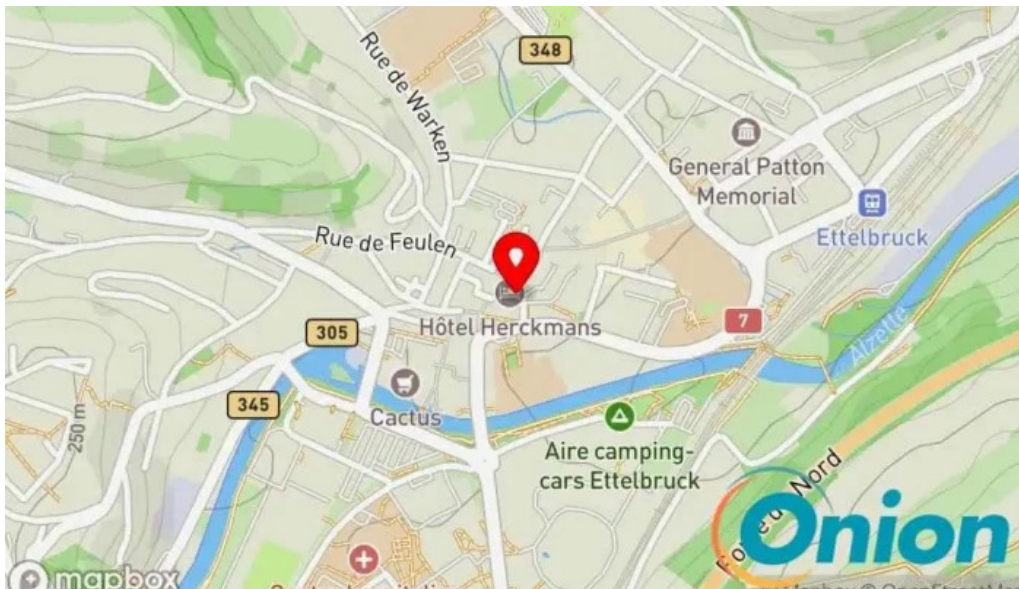 348
Rue de Warken
General Patton
Memorial
Ettelbruck
Rue de Feulen
7
Hôtel Herckmans
305
Alzette
Cactus
345
250 m
Aire camping-
cars Ettelbruck
Nord
Onion
mapbox